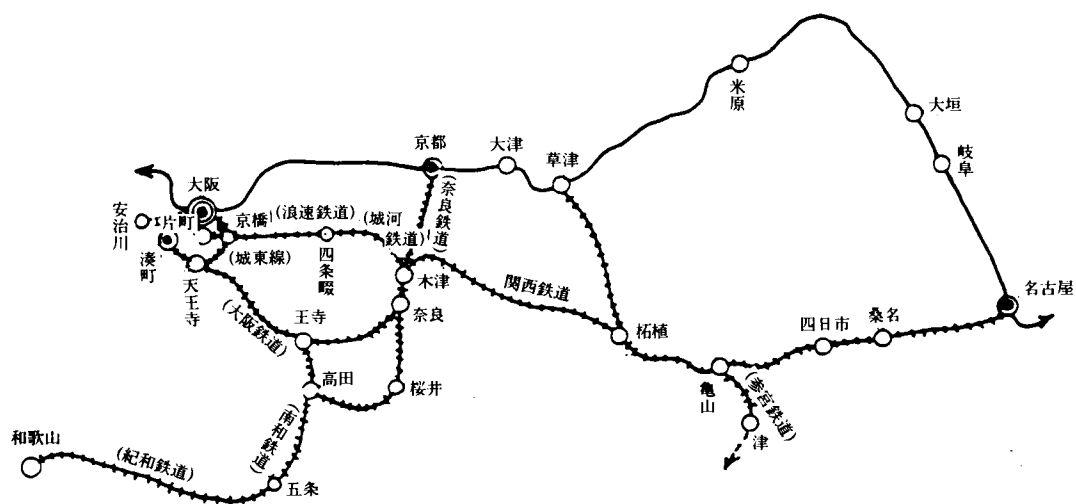 米原
大垣
岐阜
京都
大津
草津
大阪
(奈良鉄道)
安治川
片町
京橋
(浪速鉄道)
(城河鉄道)
湊町
(城東線)
四条畷
木津
天王寺
関西鉄道
名古屋
(大阪鉄道)
王寺
奈良
柘植
四日市
桑名
高田
桜井
亀山
(参宮鉄道)
津
(南和鉄道)
和歌山
(紀和鉄道)
五条